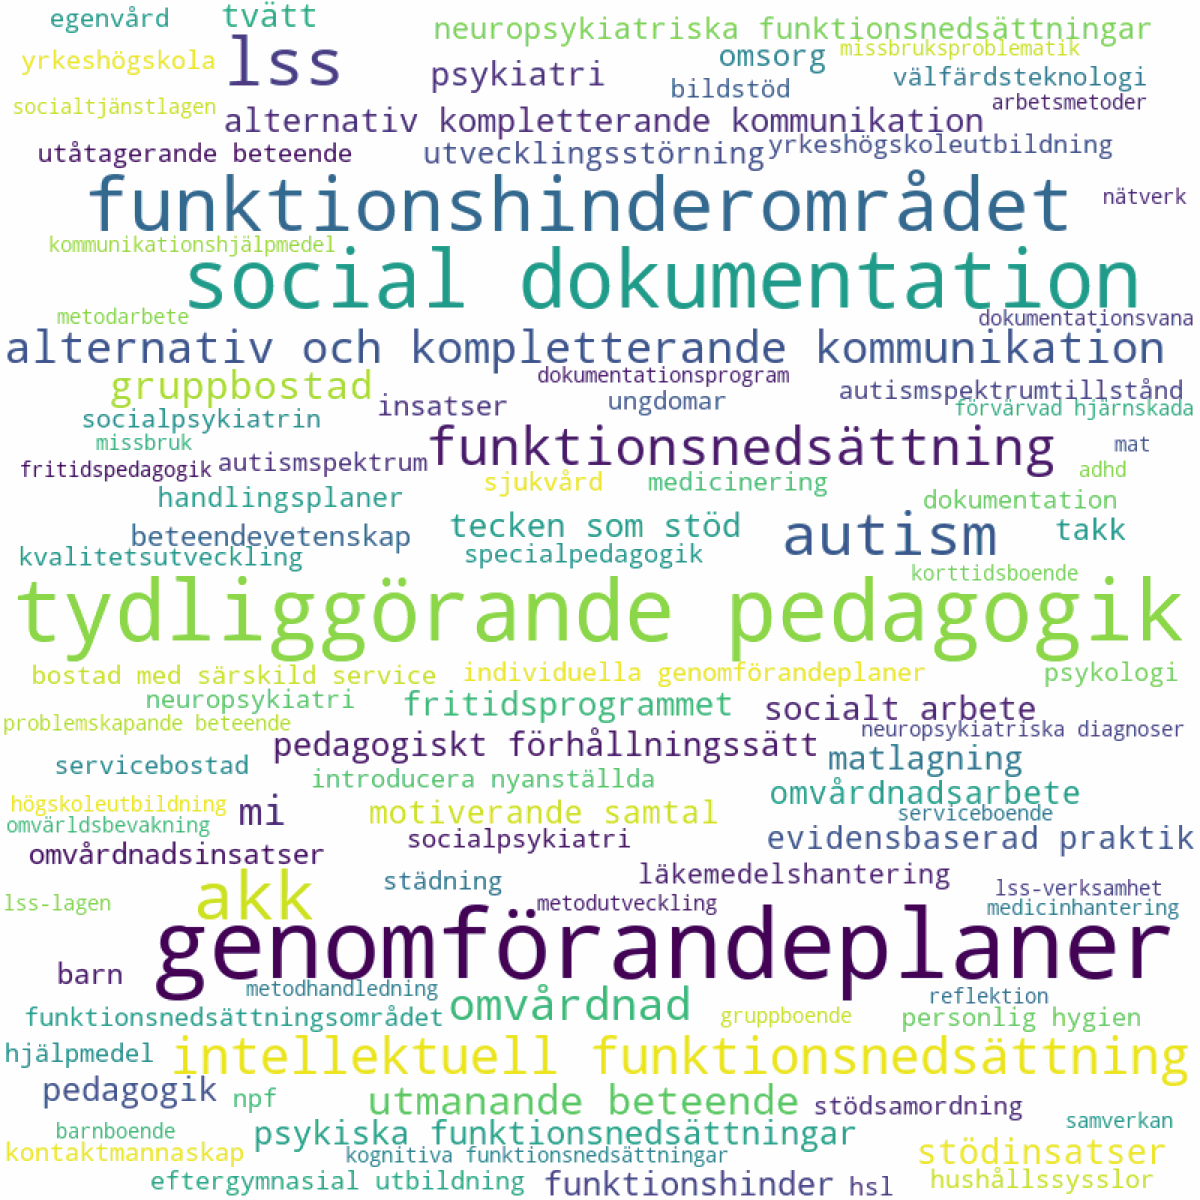 egenvård
tvätt
neuropsykiatriska funktionsnedsättningar
yrkeshögskola
lss
psykiatri
omsorg
missbruksproblematik
bildstöd
välfärdsteknologi
socialtjänstlagen
arbetsmetoder
alternativ kompletterande kommunikation
utåtagerande beteende
utvecklingsstörning
yrkeshögskoleutbildning
funktionshinderområdet
nätverk
kommunikationshjälpmedel
social dokumentation
metodarbete
dokumentationsvana
alternativ och kompletterande kommunikation
gruppbostad
dokumentationsprogram
autismspektrumtillstånd
insatser
ungdomar
förvärvad hjärnskada
socialpsykiatrin
missbruk
funktionsnedsättning
mat
fritidspedagogik
autismspektrum
adhd
sjukvård
medicinering
handlingsplaner
dokumentation
beteendevetenskap
tecken som stöd
autism
takk
kvalitetsutveckling
specialpedagogik
korttidsboende
tydliggörande pedagogik
bostad med särskild service
individuella genomförandeplaner
psykologi
neuropsykiatri
fritidsprogrammet
socialt arbete
problemskapande beteende
neuropsykiatriska diagnoser
pedagogiskt förhållningssätt
matlagning
servicebostad
introducera nyanställda
omvårdnadsarbete
högskoleutbildning
mi
motiverande samtal
serviceboende
omvärldsbevakning
socialpsykiatri
evidensbaserad praktik
omvårdnadsinsatser
akk
städning
läkemedelshantering
lss-verksamhet
lss-lagen
metodutveckling
medicinhantering
genomförandeplaner
barn
metodhandledning
omvårdnad
reflektion
funktionsnedsättningsområdet
gruppboende
personlig hygien
hjälpmedel
intellektuell funktionsnedsättning
pedagogik
npf
utmanande beteende
stödsamordning
barnboende
psykiska funktionsnedsättningar
samverkan
kontaktmannaskap
kognitiva funktionsnedsättningar
stödinsatser
eftergymnasial utbildning
funktionshinder
hsl
hushållssysslor